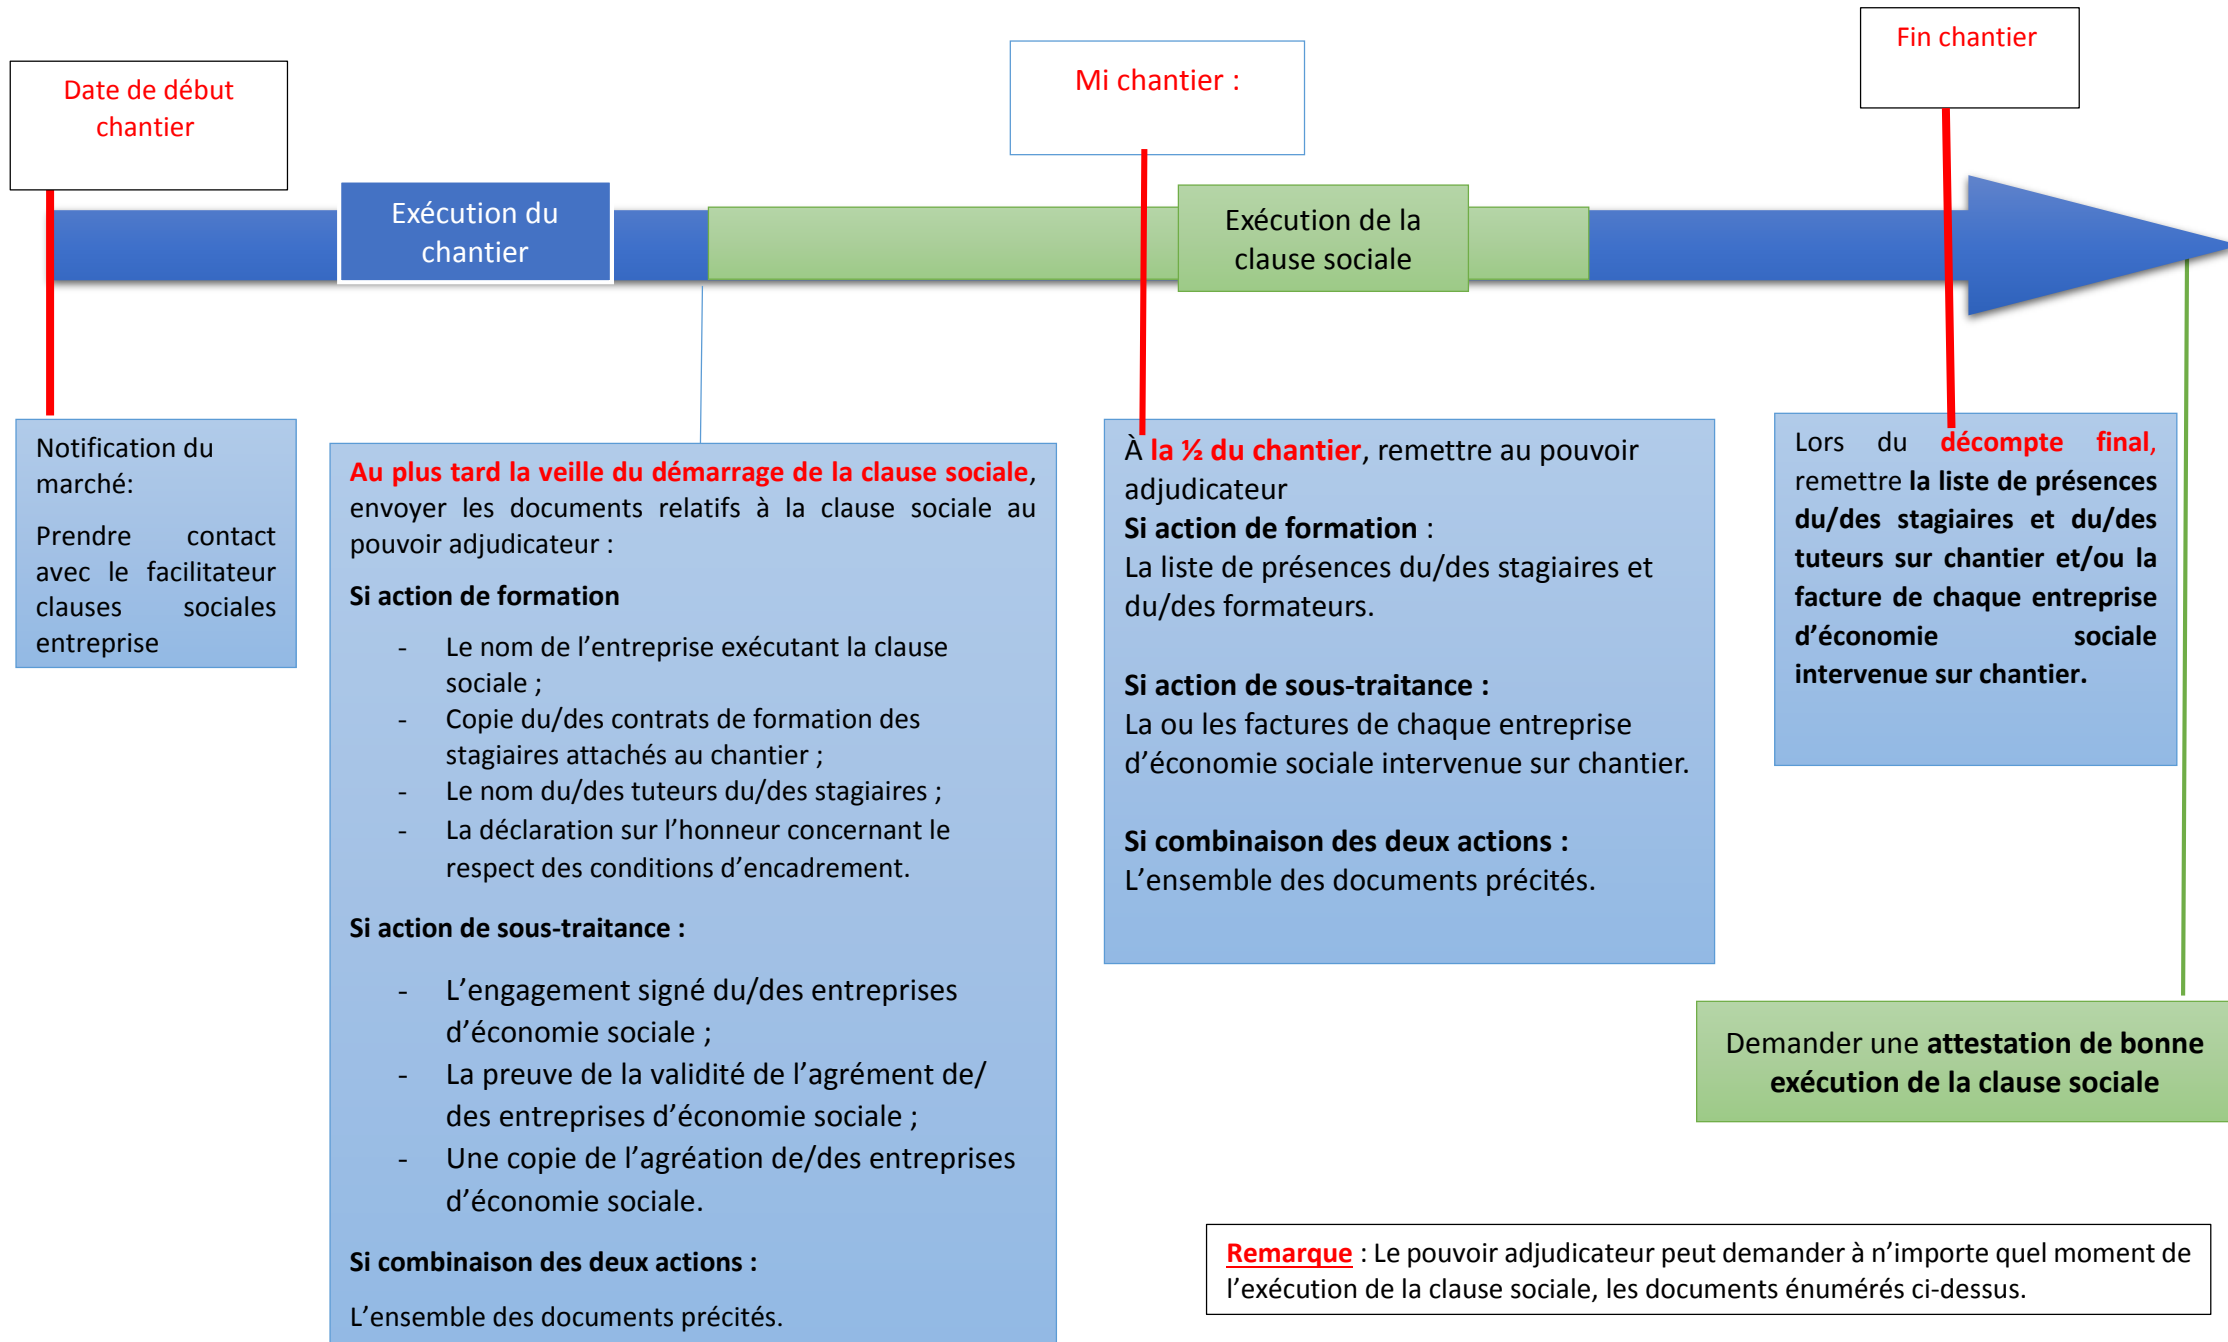 Date de début
chantier
Mi chantier :
Fin chantier
Exécution du
chantier
Exécution de la
clause sociale
Notification du
marché:
Prendre contact
avec le facilitateur
clauses sociales
entreprise
Au plus tard la veille du démarrage de la clause sociale,
envoyer les documents relatifs à la clause sociale au
pouvoir adjudicateur :
Si action de formation
- Le nom de l’entreprise exécutant la clause
sociale ;
- Copie du/des contrats de formation des
stagiaires attachés au chantier ;
- Le nom du/des tuteurs du/des stagiaires ;
- La déclaration sur l’honneur concernant le
respect des conditions d’encadrement.
Si action de sous-traitance :
- L’engagement signé du/des entreprises
d’économie sociale ;
- La preuve de la validité de l’agrément de/
des entreprises d’économie sociale ;
- Une copie de l’agréation de/des entreprises
d’économie sociale.
Si combinaison des deux actions :
L’ensemble des documents précités.
À la ½ du chantier, remettre au pouvoir
adjudicateur
Si action de formation :
La liste de présences du/des stagiaires et
du/des formateurs.
Si action de sous-traitance :
La ou les factures de chaque entreprise
d’économie sociale intervenue sur chantier.
Si combinaison des deux actions :
L’ensemble des documents précités.
Lors du décompte final,
remettre la liste de présences
du/des stagiaires et du/des
tuteurs sur chantier et/ou la
facture de chaque entreprise
d’économie sociale
intervenue sur chantier.
Demander une attestation de bonne
exécution de la clause sociale
Remarque : Le pouvoir adjudicateur peut demander à n’importe quel moment de
l’exécution de la clause sociale, les documents énumérés ci-dessus.